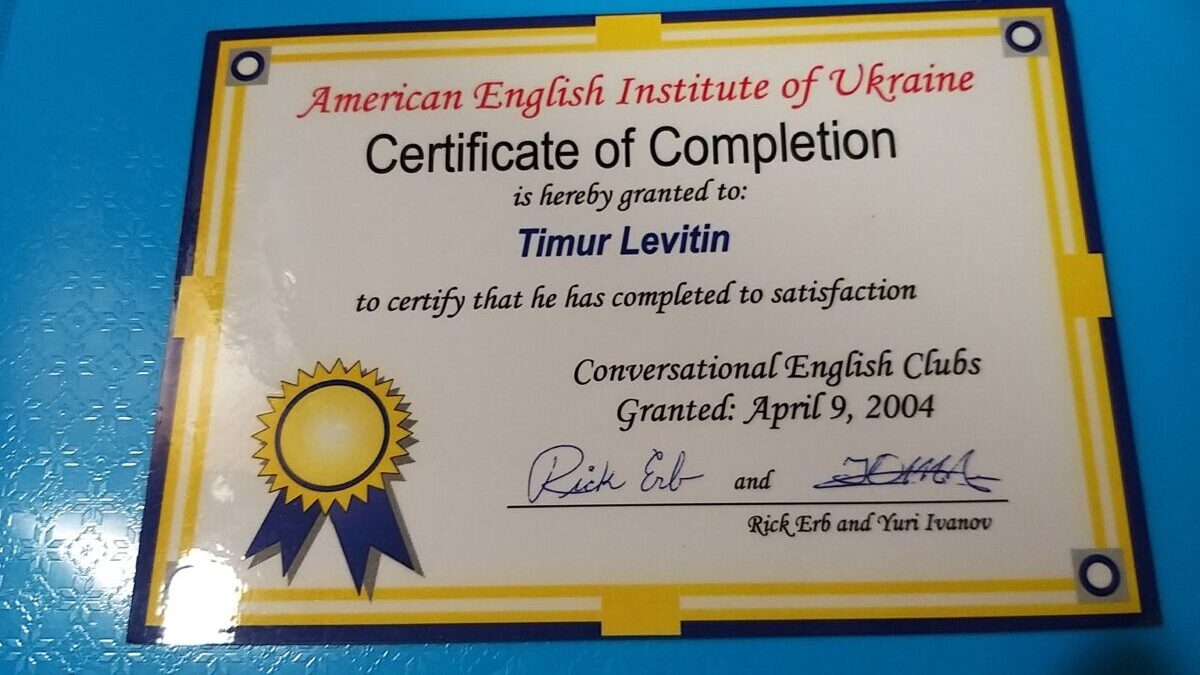 American English Institute of Ukraine
Certificate of Completion
is hereby granted to:
Timur Levitin
to certify that he has completed to satisfaction
Conversational English Clubs
Granted: April 9, 2004
Rick Erb and
Rick Erb and Yuri Ivanov